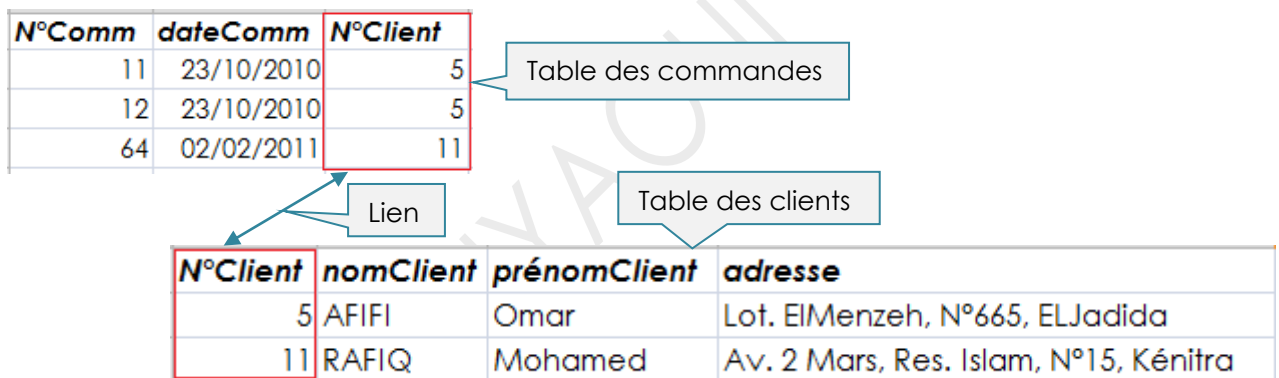 N°Comm dateComm N°Client
11 23/10/2010 5
12 23/10/2010 5
64 02/02/2011 11
Table des commandes
Lien
Table des clients
N°Client nomClient prénomClient adresse
5 AFIFI Omar Lot. ElMenzeh, N°665, ELJadida
11 RAFIQ Mohamed Av. 2 Mars, Res. Islam, N°15, Kénitra